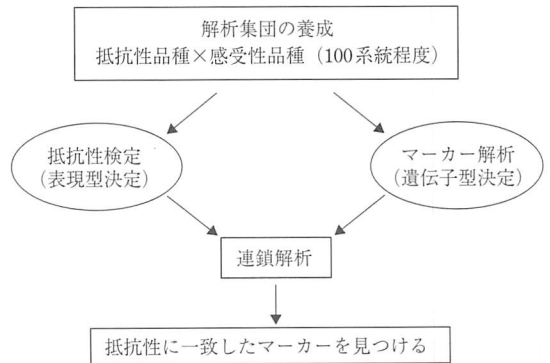 解析集団の養成
抵抗性品種×感受性品種（100系統程度）
抵抗性検定
（表現型決定）
マーカー解析
（遺伝子型決定）
連鎖解析
抵抗性に一致したマーカーを見つける